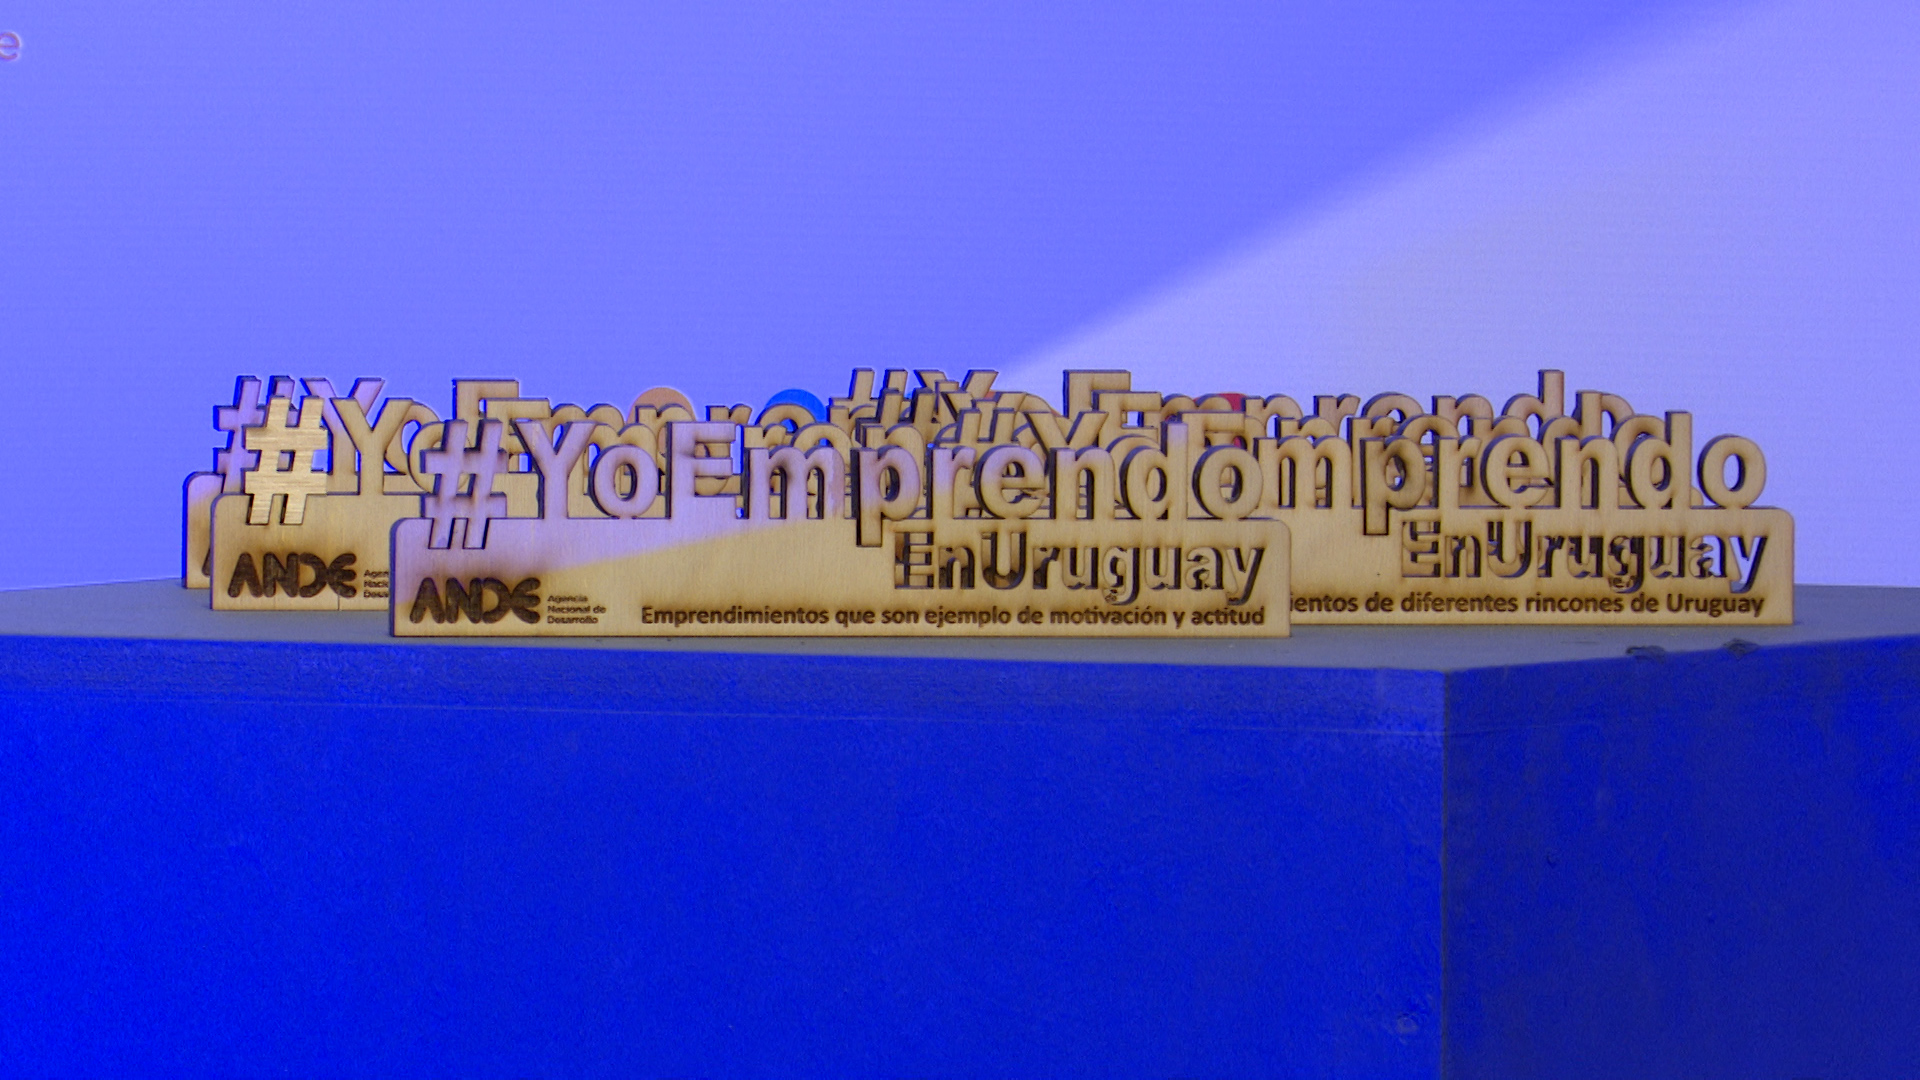 #YoEmprendo
EnUruguay
ANDE
Agencia
Nacional de
Desarrollo
Emprendimientos que son ejemplo de motivación y actitud
#YoEmprendo
EnUruguay
de diferentes rincones de Uruguay
ANDE
e